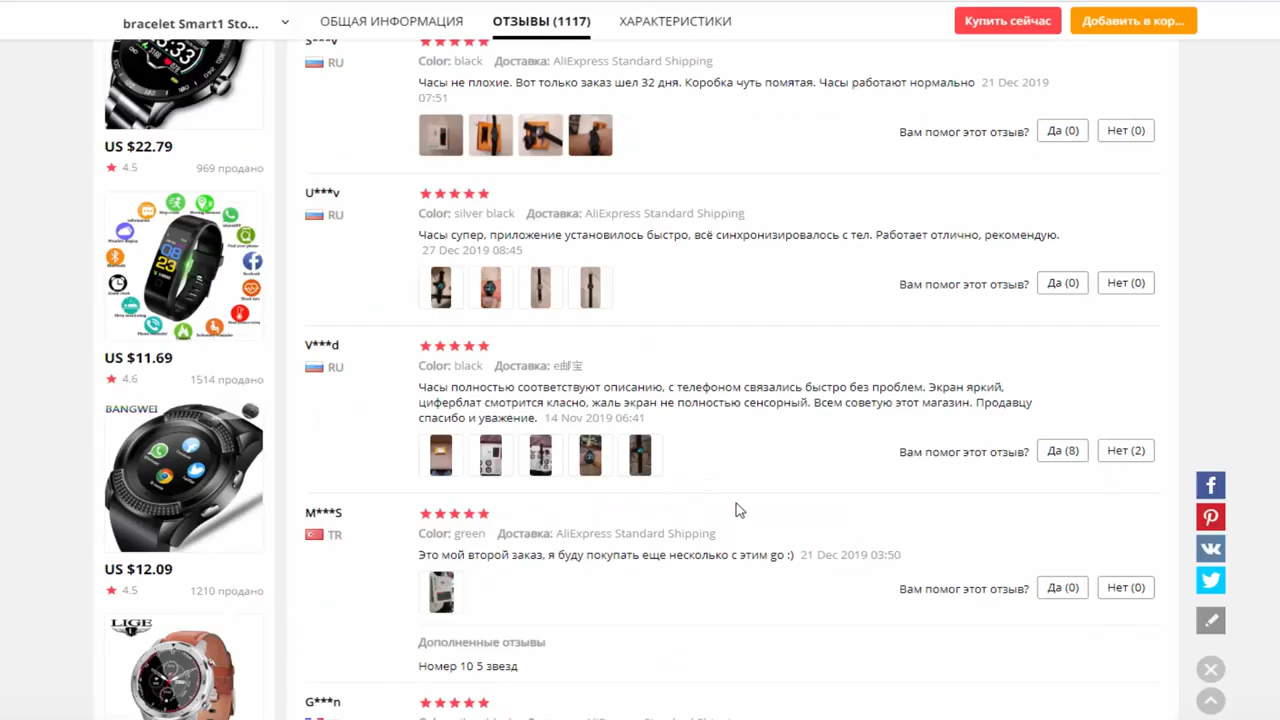 bracelet Smart1 Sto...
ОБЩАЯ ИНФОРМАЦИЯ
ОТЗЫВЫ (1117)
ХАРАКТЕРИСТИКИ
Купить сейчас
Добавить в кор...
US $22.79
4.5
969 продано
US $11.69
4.6
1514 продано
BANGWEI
US $12.09
4.5
1210 продано
LIGE
S***v
RU
Color: black Доставка: AliExpress Standard Shipping
Часы не плохие. Вот только заказ шел 32 дня. Коробка чуть помятая. Часы работают нормально 21 Dec 2019
07:51
Вам помог этот отзыв? Да (0) Нет (0)
U***v
RU
Color: silver black Доставка: AliExpress Standard Shipping
Часы супер, приложение установилось быстро, всё синхронизировалось с тел. Работает отлично, рекомендую.
27 Dec 2019 08:45
Вам помог этот отзыв? Да (0) Нет (0)
V***d
RU
Color: black Доставка: e邮宝
Часы полностью соответствуют описанию, с телефоном связались быстро без проблем. Экран яркий,
циферблат смотрится класно, жаль экран не полностью сенсорный. Всем советую этот магазин. Продавцу
спасибо и уважение. 14 Nov 2019 06:41
Вам помог этот отзыв? Да (8) Нет (2)
M***S
TR
Color: green Доставка: AliExpress Standard Shipping
Это мой второй заказ, я буду покупать еще несколько с этим go :) 21 Dec 2019 03:50
Вам помог этот отзыв? Да (0) Нет (0)
Дополненные отзывы
Номер 10 5 звезд
G***n